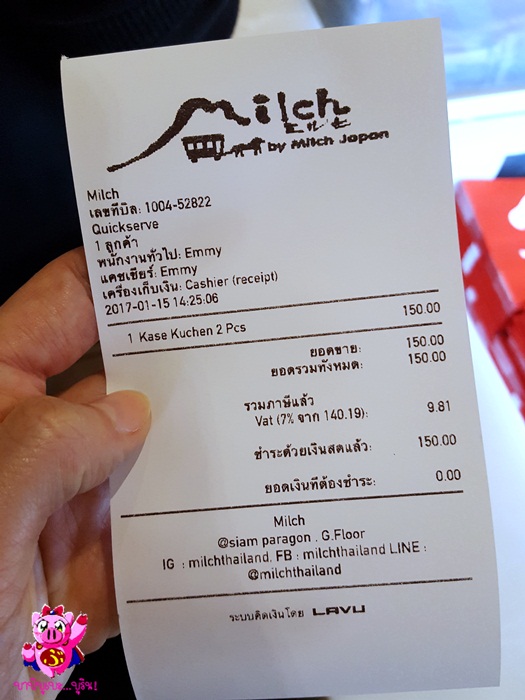 Milch
ミルヒ
by Milch Japan
Milch
เลขที่บิล: 1004-52822
Quickserve
1 ลูกค้า
พนักงานทั่วไป: Emmy
แคชเชียร์: Emmy
เครื่องเก็บเงิน: Cashier (receipt)
2017-01-15 14:25:06
1 Kase Kuchen 2 Pcs 150.00
ยอดขาย: 150.00
ยอดรวมทั้งหมด: 150.00
รวมภาษีแล้ว
Vat (7% จาก 140.19): 9.81
ชำระด้วยเงินสดแล้ว: 150.00
ยอดเงินที่ต้องชำระ: 0.00
Milch
@siam paragon , G.Floor
IG : milchthailand, FB : milchthailand LINE :
@milchthailand
ระบบคิดเงินโดย LAVU